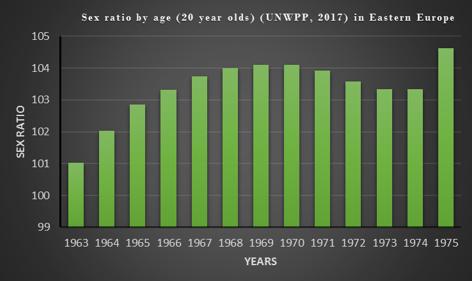 Sex ratio by age (20 year olds) (UNWPP, 2017) in Eastern Europe
105
104
103
102
101
100
99
SEX RATIO
1963 1964 1965 1966 1967 1968 1969 1970 1971 1972 1973 1974 1975
YEARS